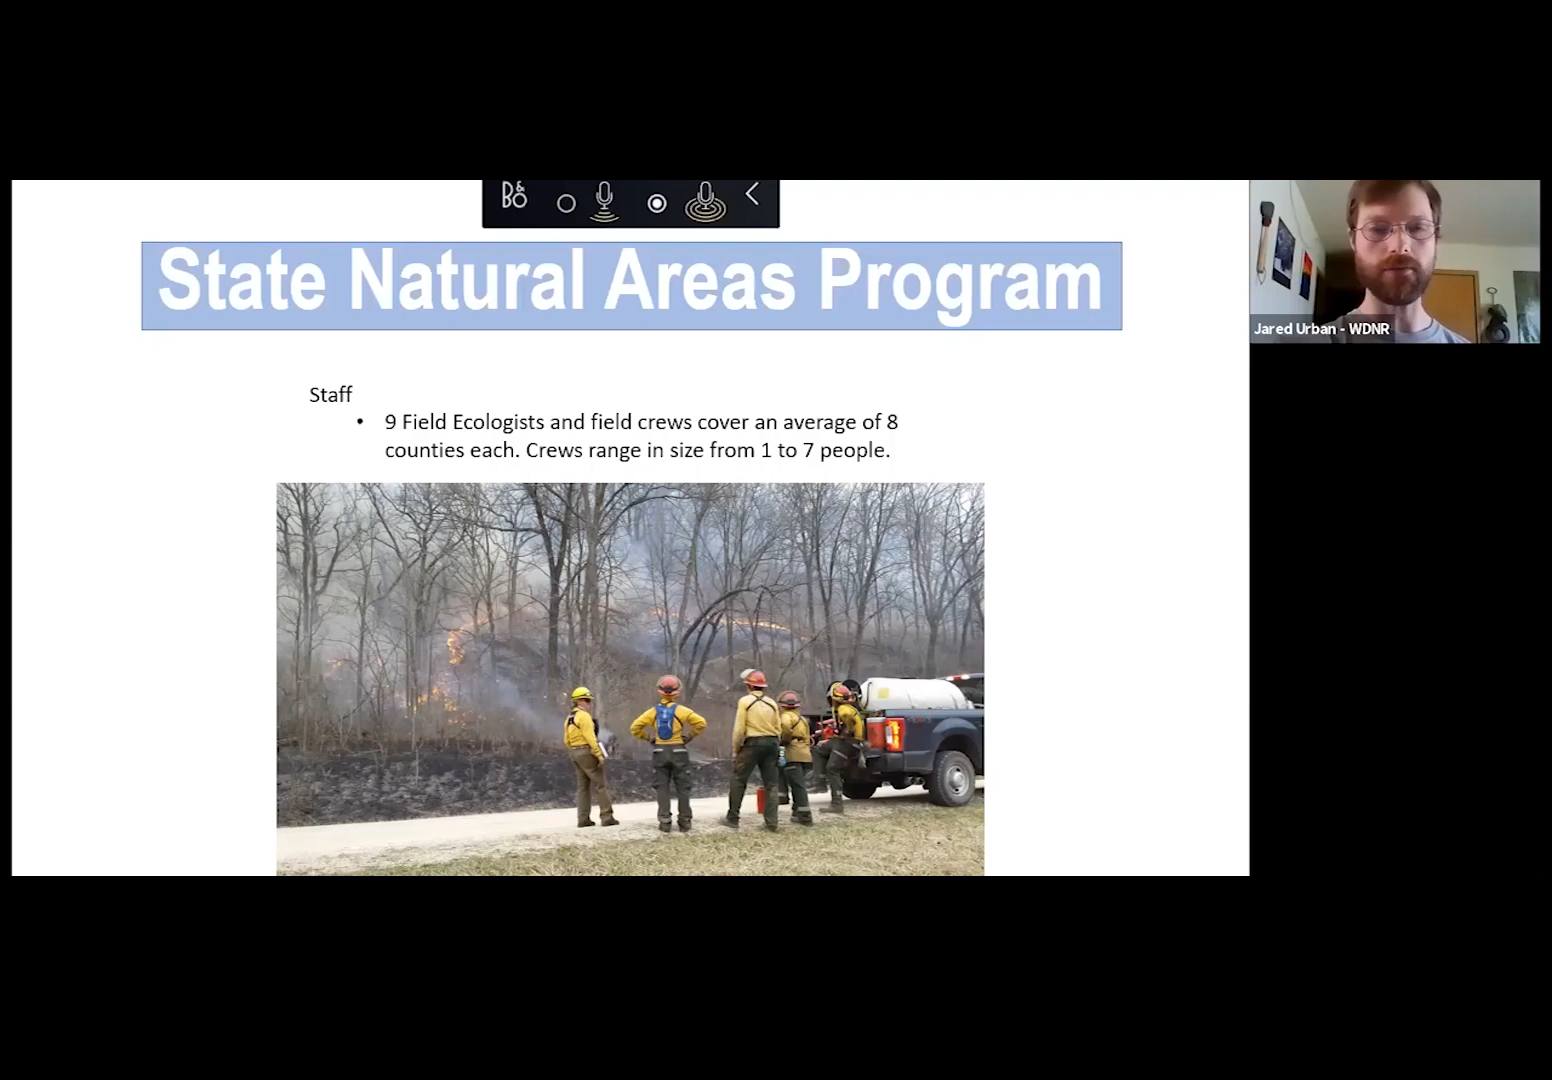 B&O
State Natural Areas Program
Jared Urban - WDNR
Staff
• 9 Field Ecologists and field crews cover an average of 8
counties each. Crews range in size from 1 to 7 people.